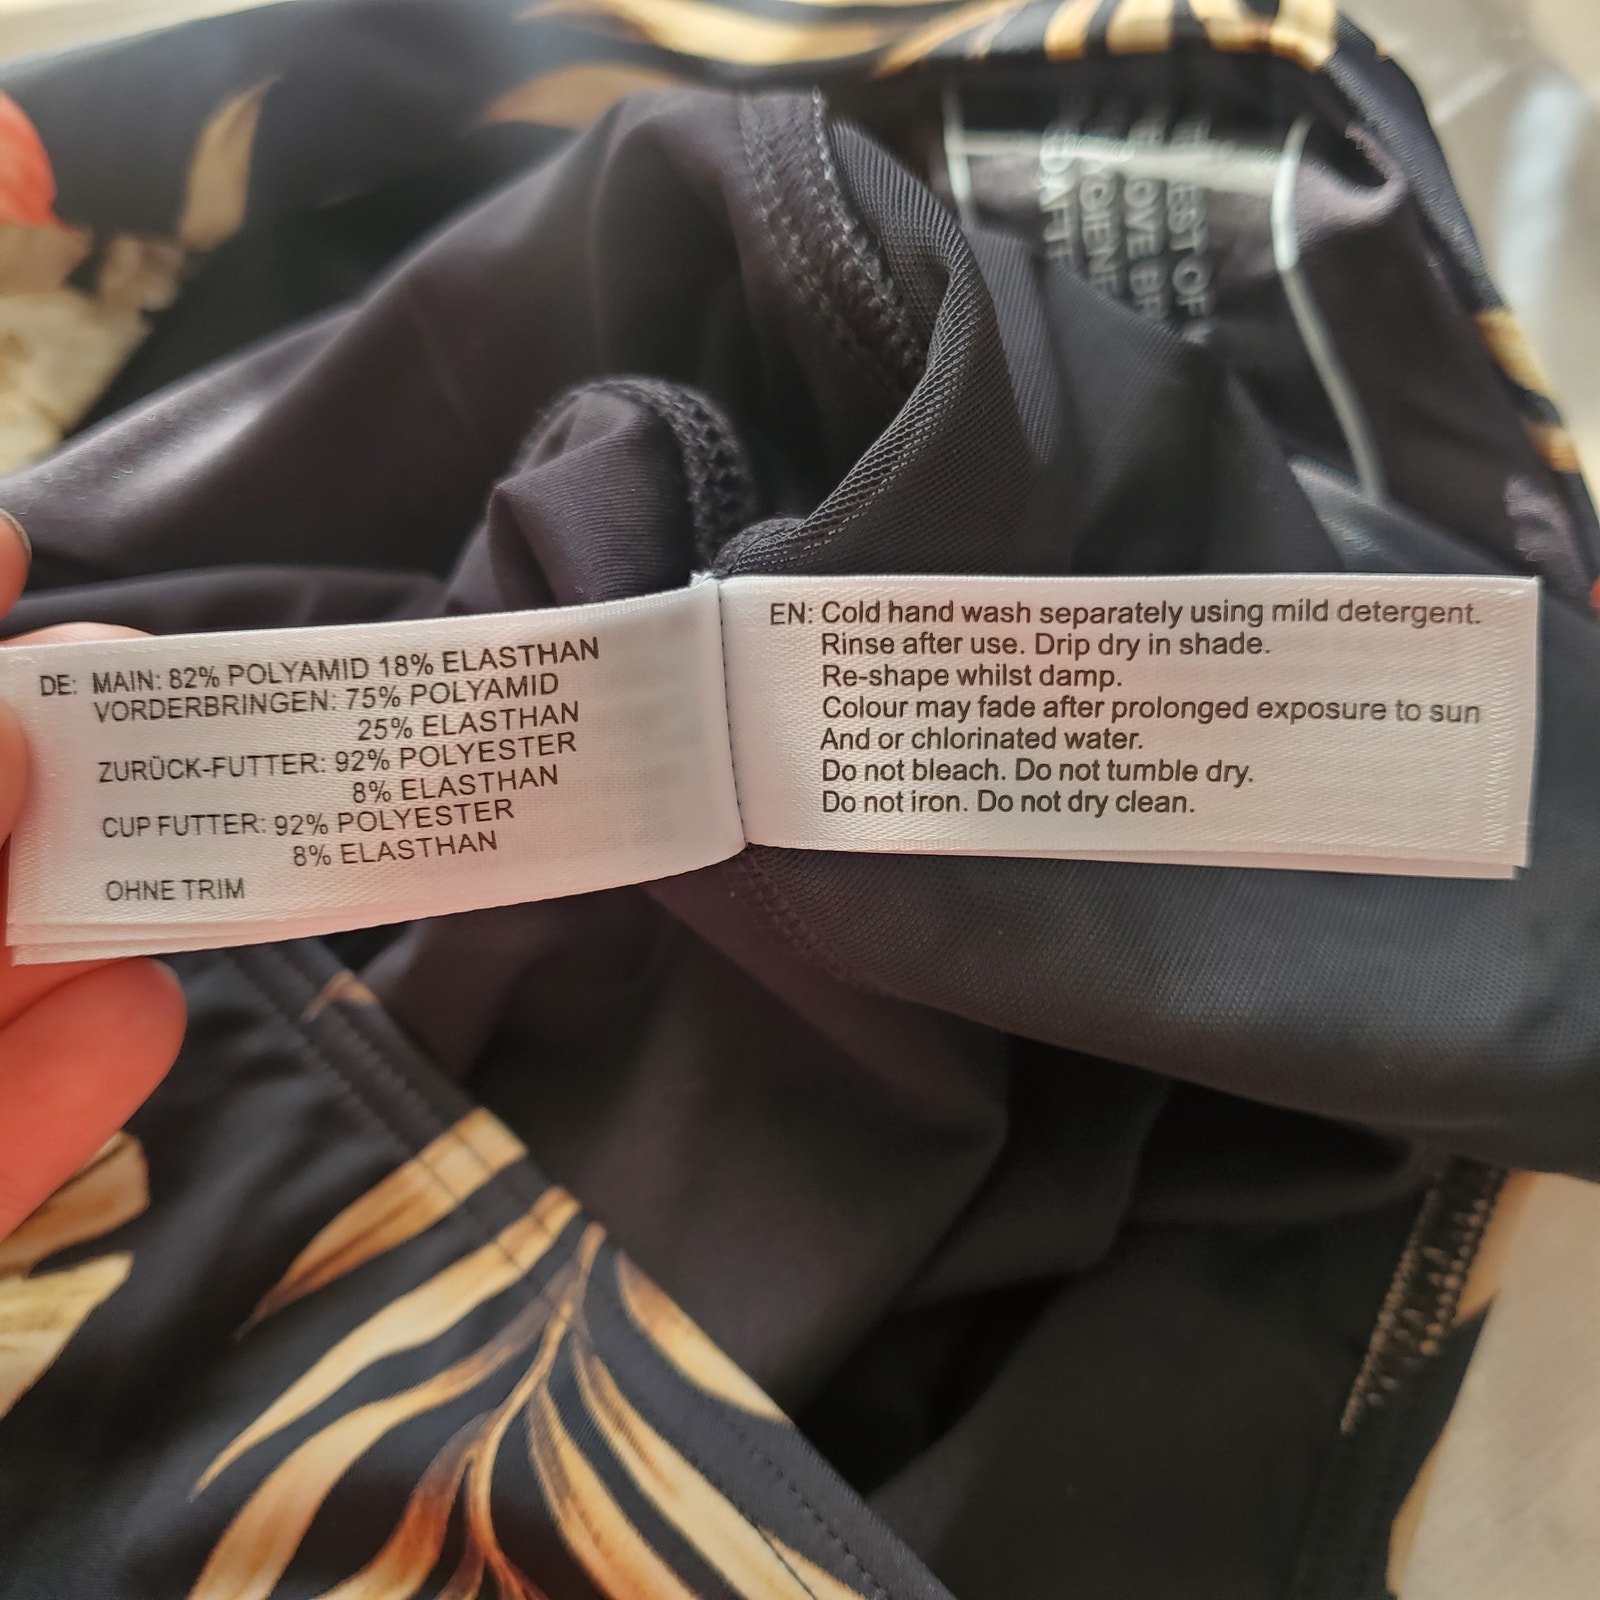 DE: MAIN: 82% POLYAMID 18% ELASTHAN
VORDERBRINGEN: 75% POLYAMID
25% ELASTHAN
ZURÜCK-FUTTER: 92% POLYESTER
8% ELASTHAN
CUP FUTTER: 92% POLYESTER
8% ELASTHAN
OHNE TRIM
EN: Cold hand wash separately using mild detergent.
Rinse after use. Drip dry in shade.
Re-shape whilst damp.
Colour may fade after prolonged exposure to sun
And or chlorinated water.
Do not bleach. Do not tumble dry.
Do not iron. Do not dry clean.